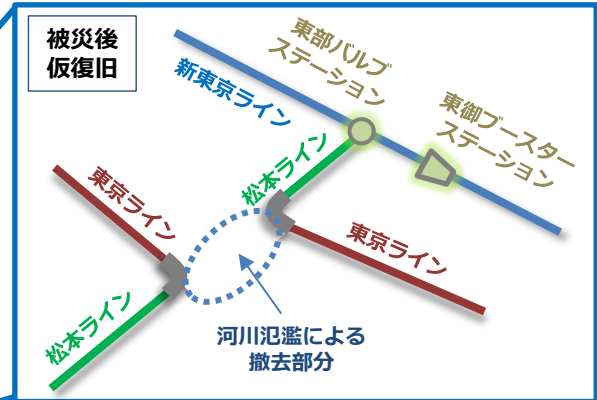 被災後
仮復旧
東部バルブ
ステーション
新東京ライン
東御ブースター
ステーション
松本ライン
東京ライン
東京ライン
松本ライン
河川氾濫による
撤去部分